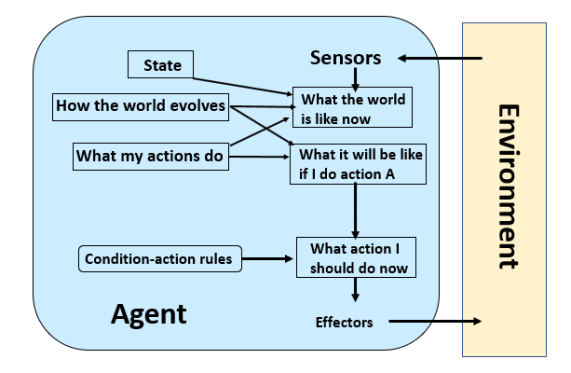 Sensors
State
What the world
is like now
How the world evolves
What my actions do
What it will be like
if I do action A
What action I
should do now
Condition-action rules
Agent
Effectors
Environment